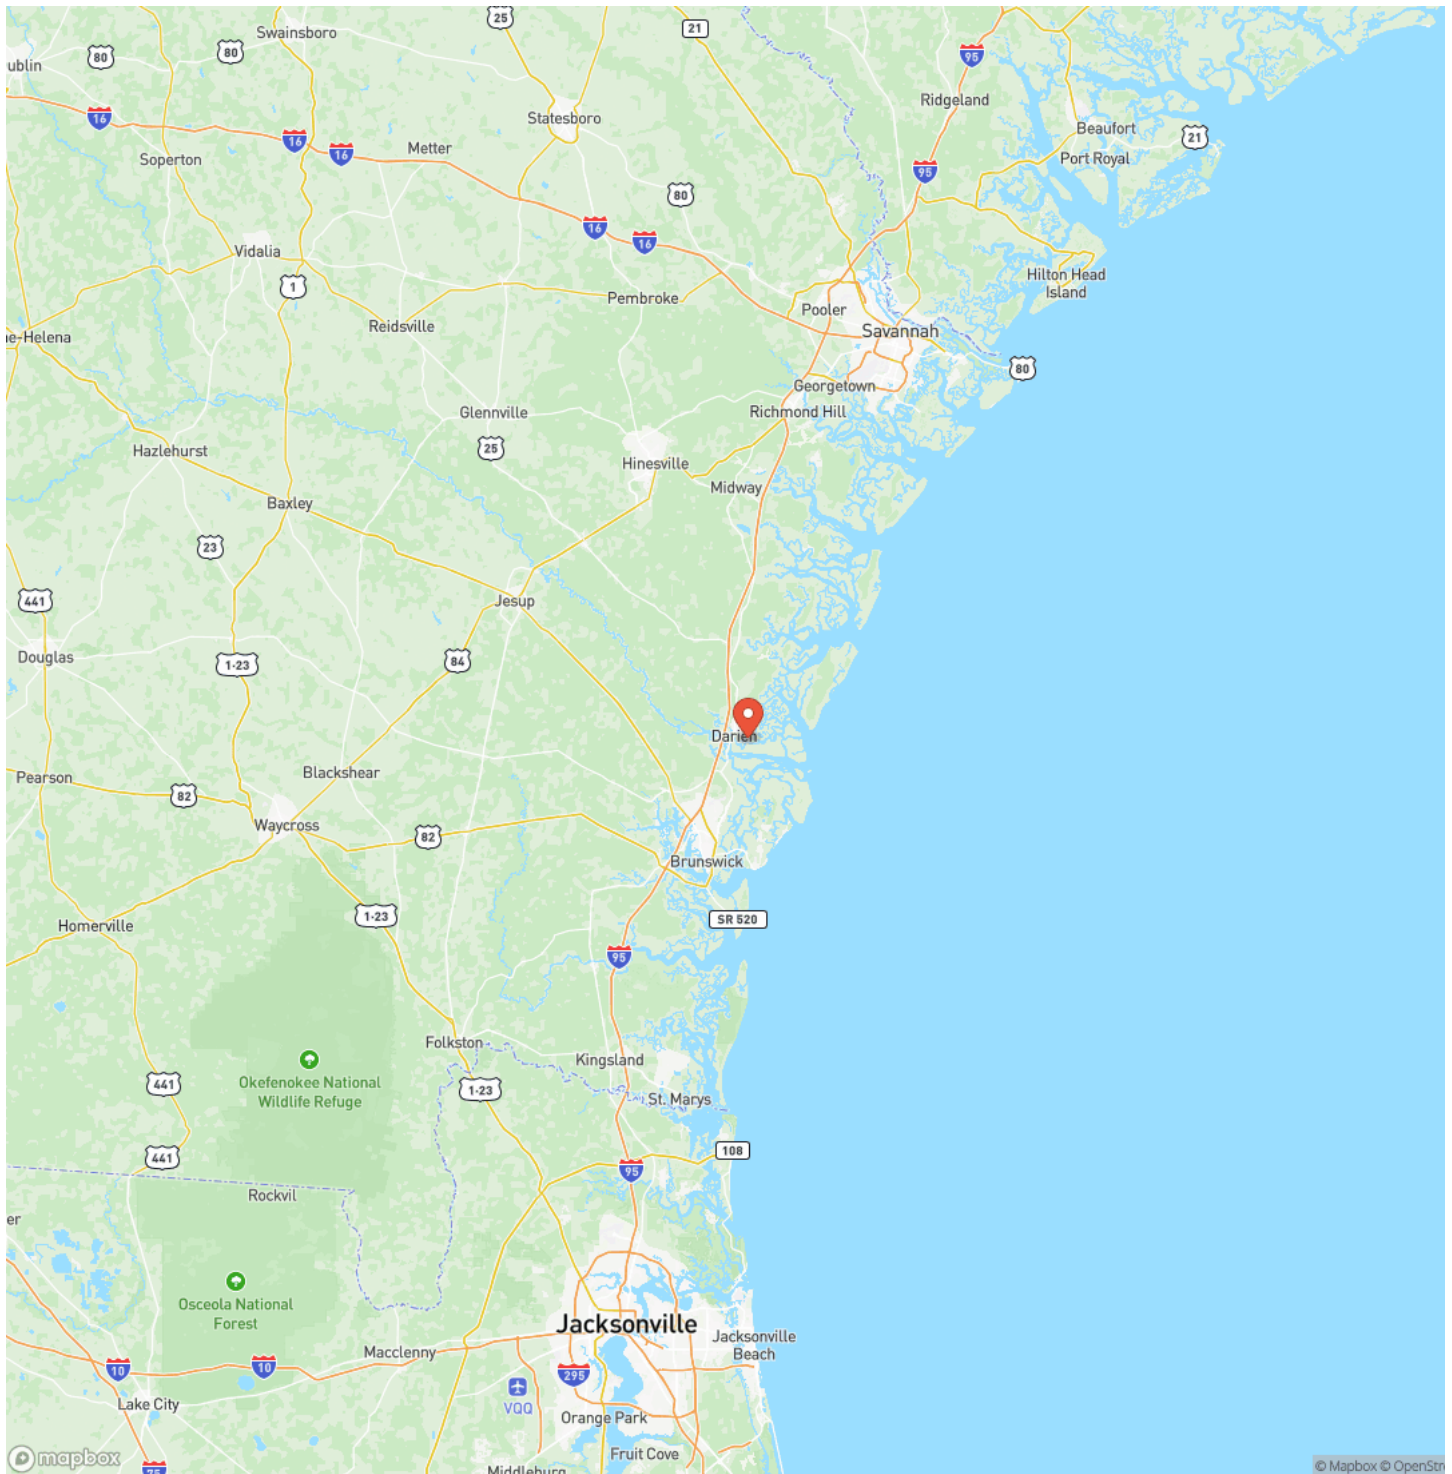 25
21
Swainsboro
80
80
95
ublin
Ridgeland
16
Statesboro
Beaufort
21
16
Metter
16
Port Royal
Soperton
95
80
16
16
Vidalia
Hilton Head
Island
1
Pembroke
Pooler
Reidsville
Savannah
ne-Helena
80
Georgetown
Glennville
Richmond Hill
25
Hazlehurst
Hinesville
Midway
Baxley
23
441
Jesup
Douglas
1-23
84
Darien
Blackshear
Pearson
82
Waycross
82
Brunswick
1-23
SR 520
Homerville
95
Folkston
Kingsland
Okefenokee National
Wildlife Refuge
441
1-23
St. Marys
441
108
95
Rockvil
er
Osceola National
Forest
Jacksonville
Jacksonville
Beach
Macclenny
10
10
295
Lake City
VQQ
Orange Park
Fruit Cove
mapbox
75
Middleburg
© Mapbox © OpenStre